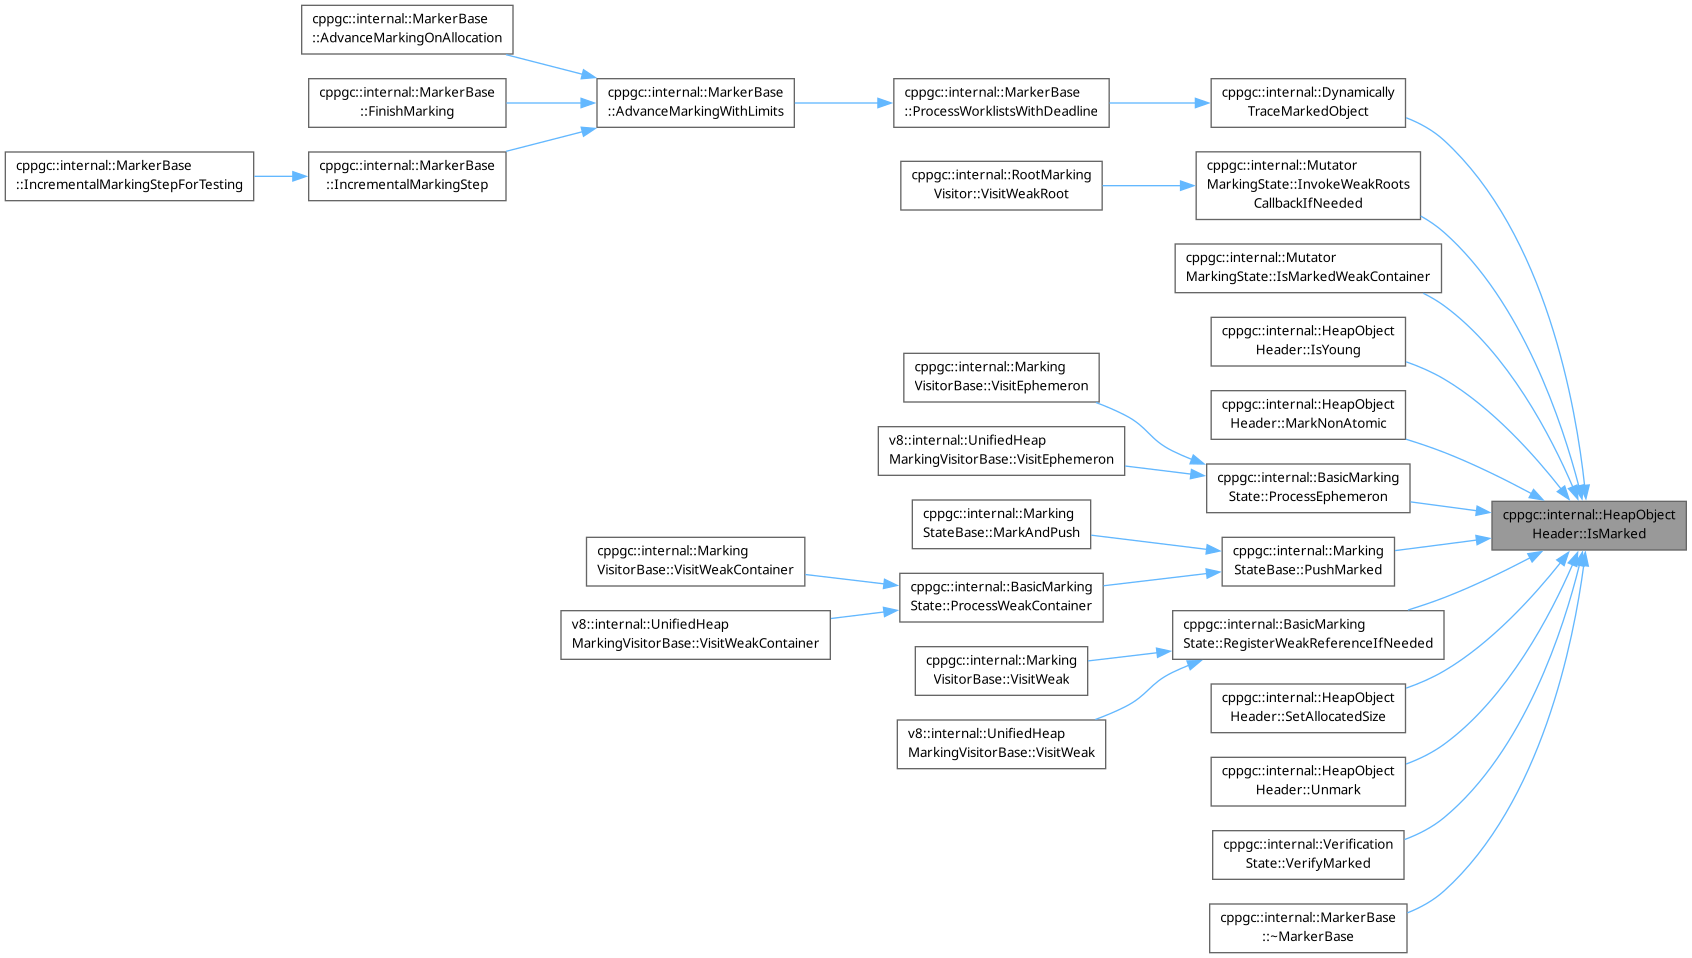 cppgc::internal::MarkerBase
::AdvanceMarkingOnAllocation
cppgc::internal::MarkerBase
::FinishMarking
cppgc::internal::MarkerBase
::IncrementalMarkingStepForTesting
cppgc::internal::MarkerBase
::IncrementalMarkingStep
cppgc::internal::MarkerBase
::AdvanceMarkingWithLimits
cppgc::internal::MarkerBase
::ProcessWorklistsWithDeadline
cppgc::internal::Dynamically
TraceMarkedObject
cppgc::internal::RootMarking
Visitor::VisitWeakRoot
cppgc::internal::Mutator
MarkingState::InvokeWeakRoots
CallbackIfNeeded
cppgc::internal::Mutator
MarkingState::IsMarkedWeakContainer
cppgc::internal::HeapObject
Header::IsYoung
cppgc::internal::HeapObject
Header::MarkNonAtomic
cppgc::internal::Marking
VisitorBase::VisitEphemeron
v8::internal::UnifiedHeap
MarkingVisitorBase::VisitEphemeron
cppgc::internal::BasicMarking
State::ProcessEphemeron
cppgc::internal::HeapObject
Header::IsMarked
cppgc::internal::Marking
StateBase::MarkAndPush
cppgc::internal::Marking
StateBase::PushMarked
cppgc::internal::Marking
VisitorBase::VisitWeakContainer
cppgc::internal::BasicMarking
State::ProcessWeakContainer
v8::internal::UnifiedHeap
MarkingVisitorBase::VisitWeakContainer
cppgc::internal::BasicMarking
State::RegisterWeakReferenceIfNeeded
cppgc::internal::Marking
VisitorBase::VisitWeak
v8::internal::UnifiedHeap
MarkingVisitorBase::VisitWeak
cppgc::internal::HeapObject
Header::SetAllocatedSize
cppgc::internal::HeapObject
Header::Unmark
cppgc::internal::Verification
State::VerifyMarked
cppgc::internal::MarkerBase
::~MarkerBase